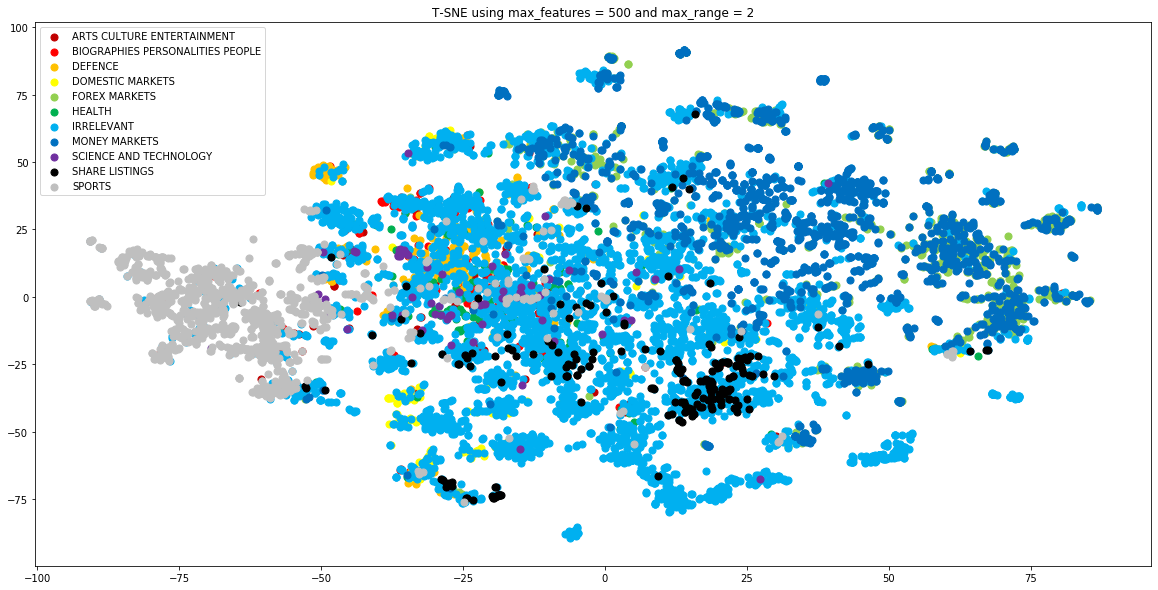 T-SNE using max_features = 500 and max_range = 2
100
75
50
25
0
−25
−50
−75
ARTS CULTURE ENTERTAINMENT
BIOGRAPHIES PERSONALITIES PEOPLE
DEFENCE
DOMESTIC MARKETS
FOREX MARKETS
HEALTH
IRRELEVANT
MONEY MARKETS
SCIENCE AND TECHNOLOGY
SHARE LISTINGS
SPORTS
−100 −75 −50 −25 0 25 50 75